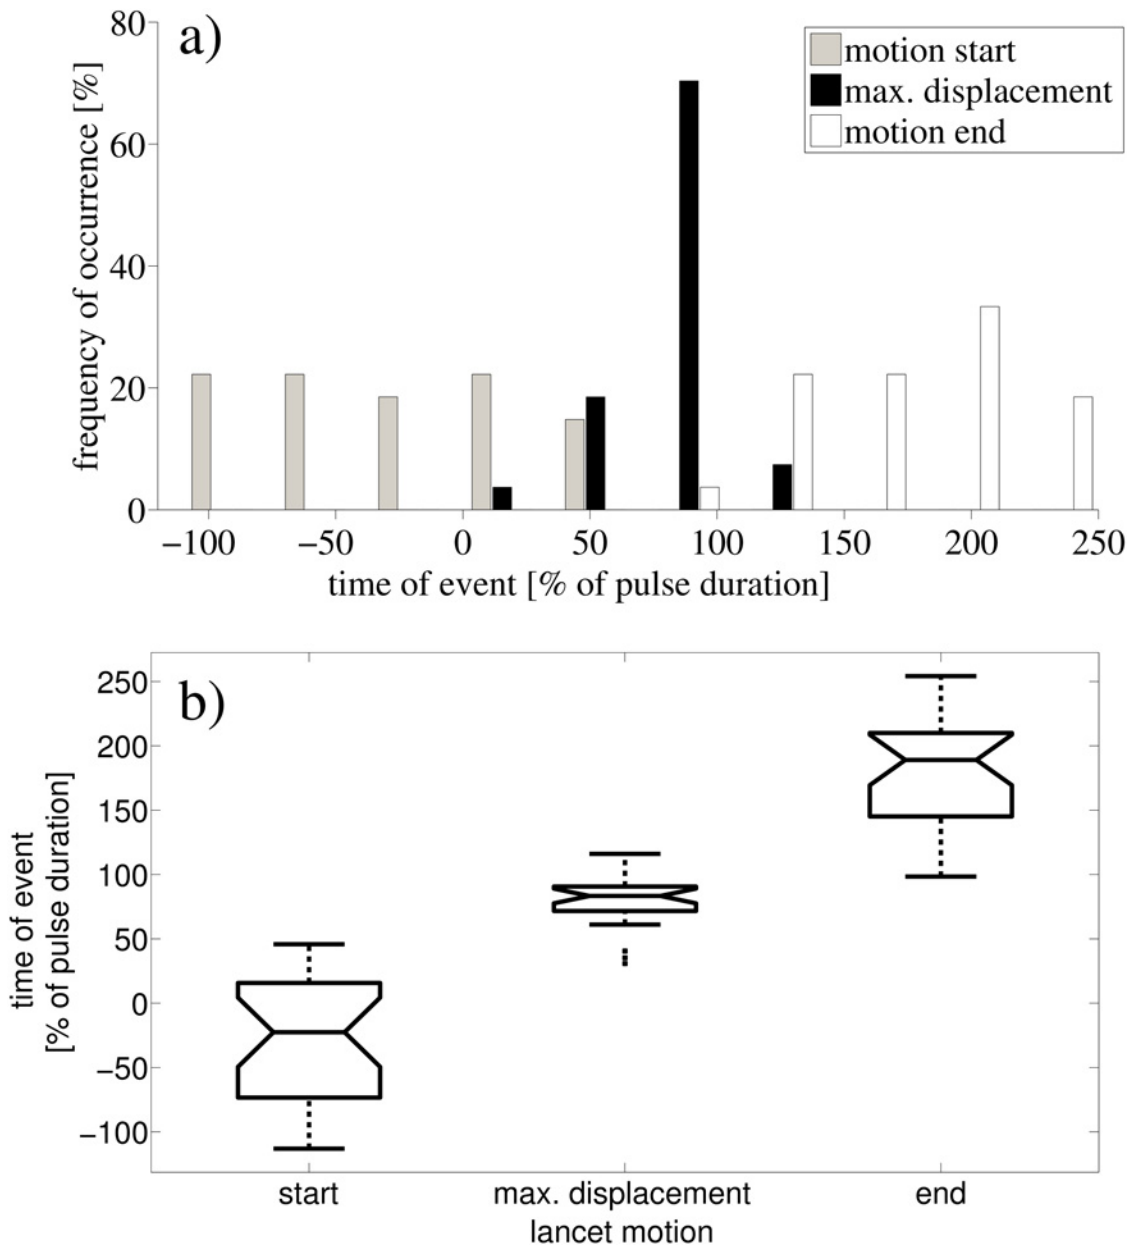 a)
motion start
max. displacement
motion end
frequency of occurrence [%]
80
60
40
20
0
−100 −50 0 50 100 150 200 250
time of event [% of pulse duration]
b)
time of event
[% of pulse duration]
250
200
150
100
50
0
−50
−100
start max. displacement end
lancet motion